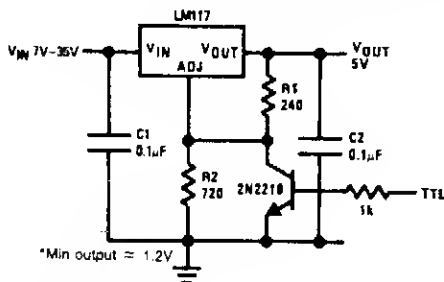 LM117
VIN 7V-35V
VIN
VOUT
ADJ
VOUT
5V
R1
240
C1
0.1µF
C2
0.1µF
R2
720
2N2219
TTL
1k
*Min output ≈ 1.2V